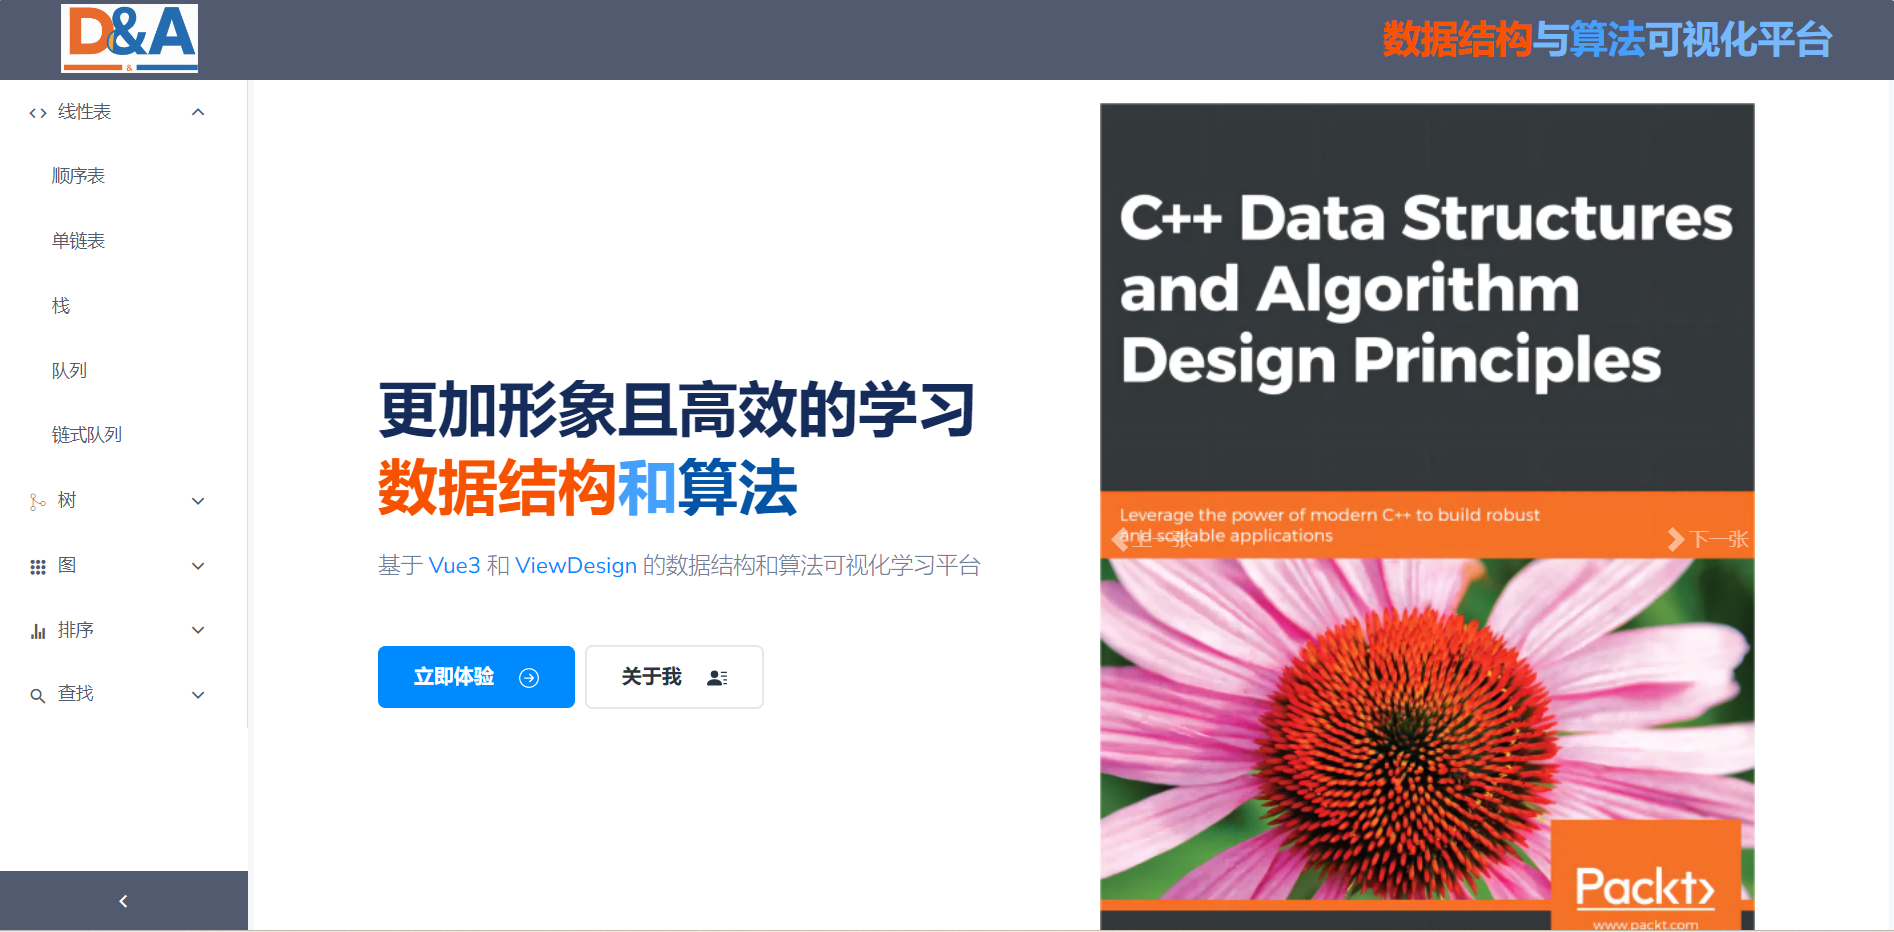 D&A
&
数据结构与算法可视化平台
线性表
顺序表
单链表
栈
队列
链式队列
树
图
排序
查找
更加形象且高效的学习
数据结构和算法
基于 Vue3 和 ViewDesign 的数据结构和算法可视化学习平台
立即体验
关于我
C++ Data Structures
and Algorithm
Design Principles
Leverage the power of modern C++ to build robust
and scalable applications
上一张
下一张
Packt
www.packt.com